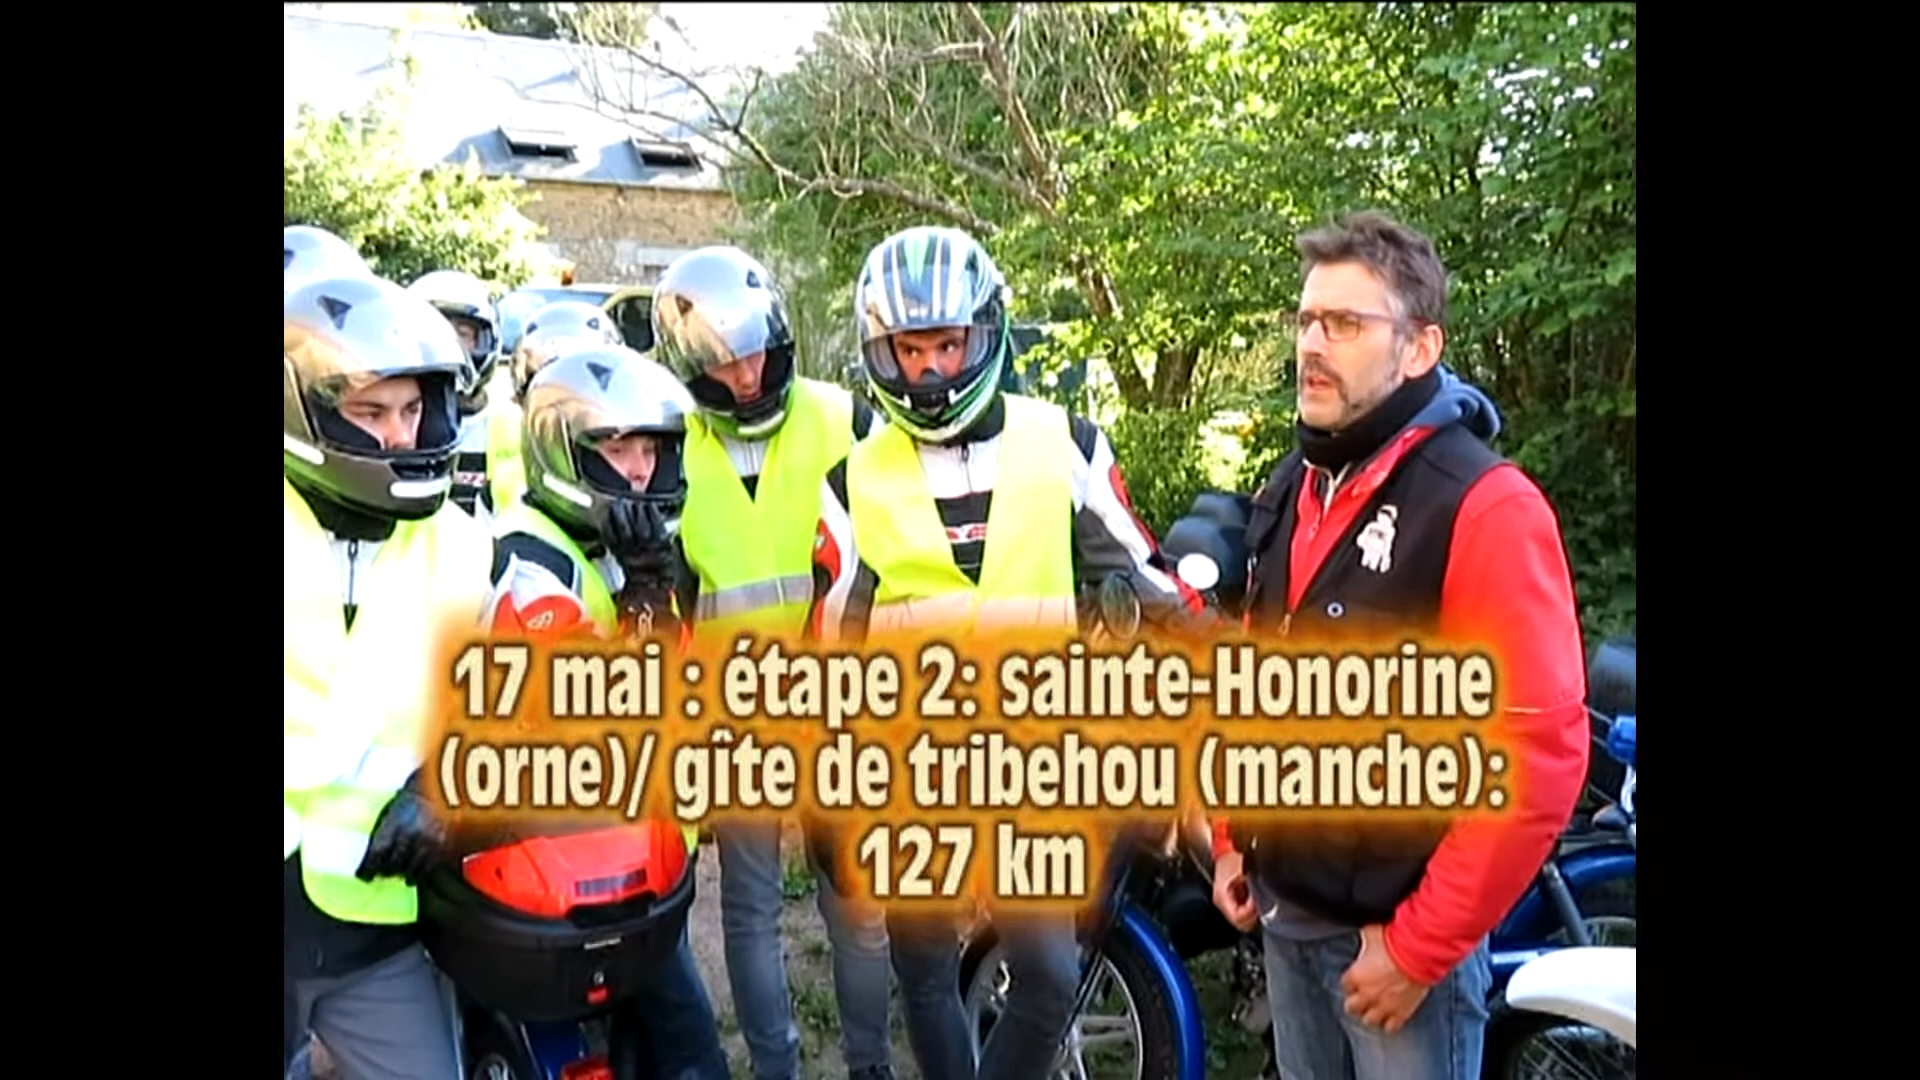 17 mai : étape 2: sainte-Honorine
(orne)/ gîte de tribehou (manche):
127 km